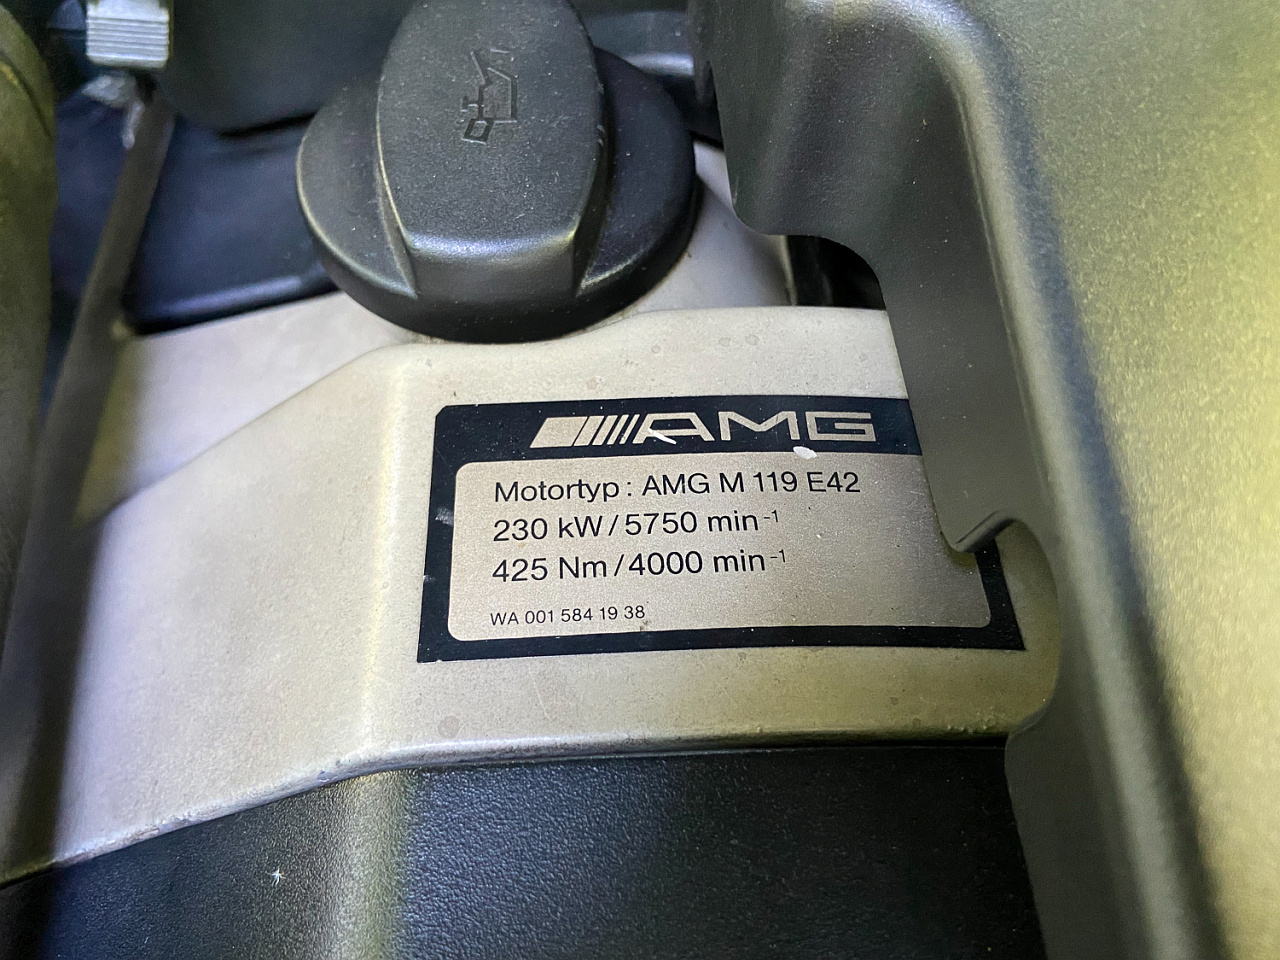 AMG
Motortyp: AMG M 119 E42
230 kW/5750 min⁻¹
425 Nm/4000 min⁻¹
WA 001 584 19 38